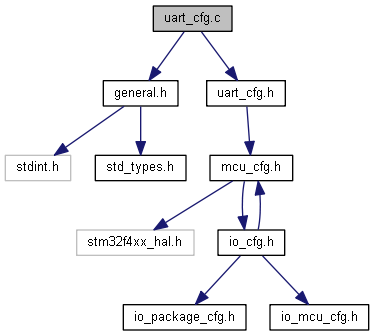 uart_cfg.c
general.h
uart_cfg.h
stdint.h
std_types.h
mcu_cfg.h
stm32f4xx_hal.h
io_cfg.h
io_package_cfg.h
io_mcu_cfg.h